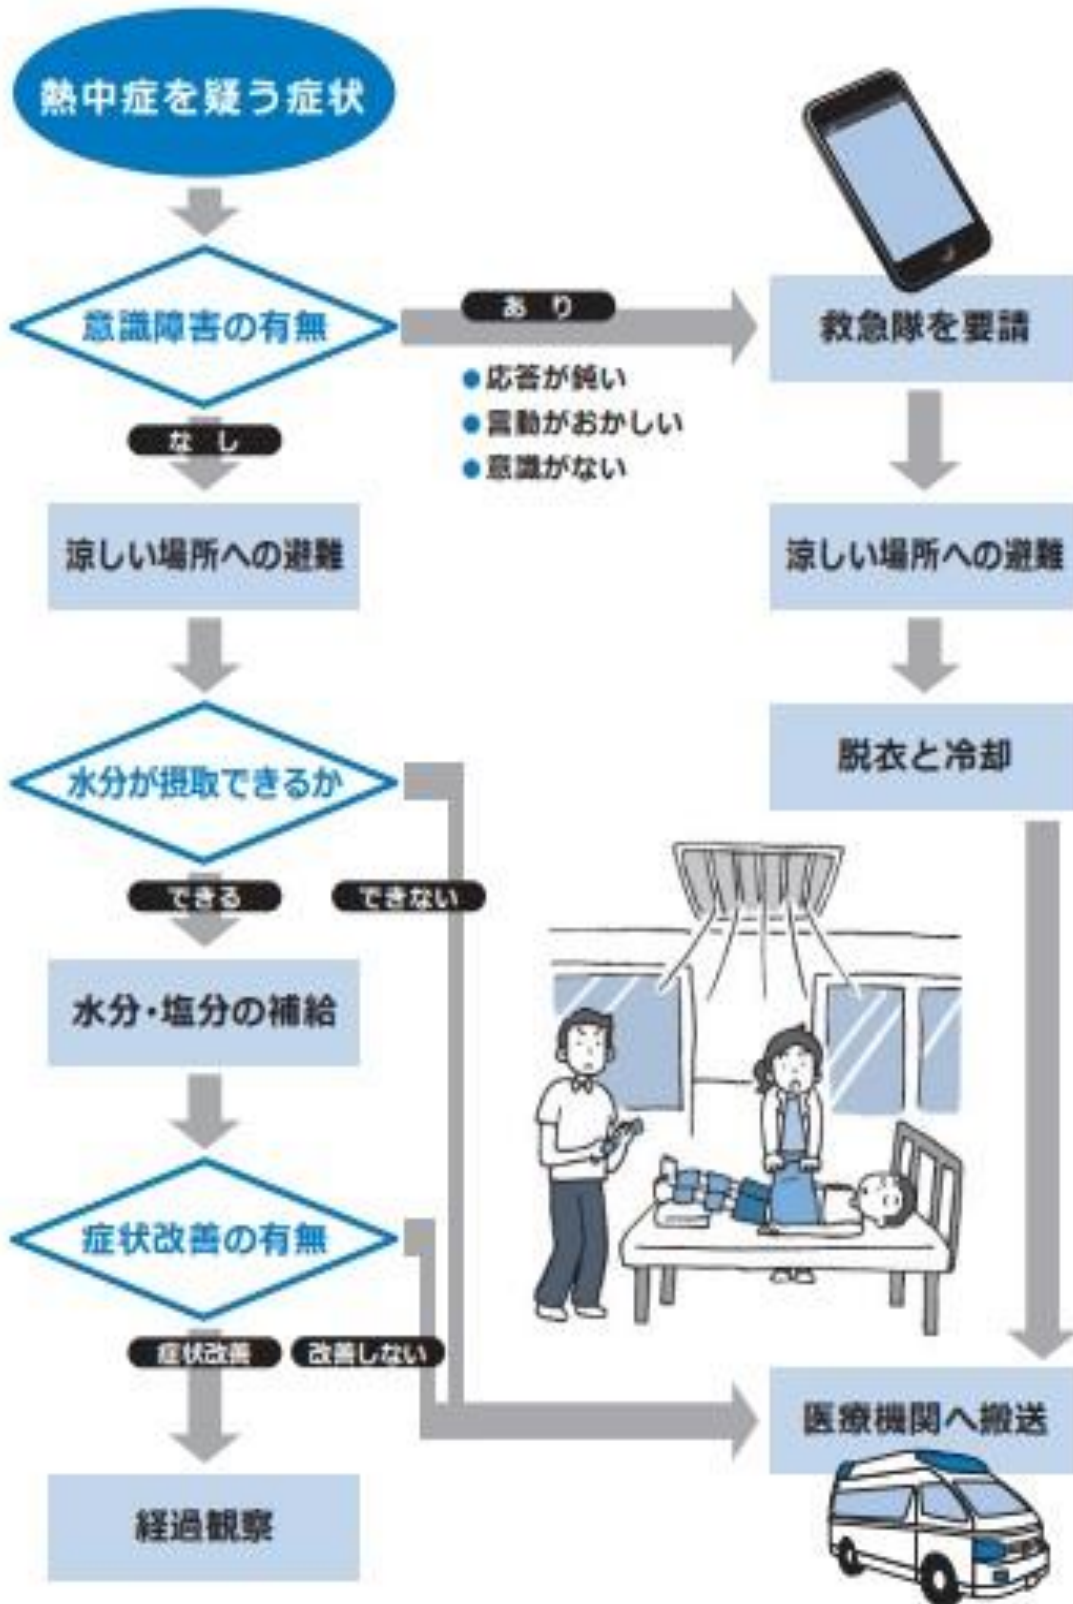 熱中症を疑う症状
意識障害の有無
あり
救急隊を要請
●応答が鈍い
●言動がおかしい
●意識がない
なし
涼しい場所への避難
涼しい場所への避難
水分が摂取できるか
脱衣と冷却
できる
できない
水分・塩分の補給
症状改善の有無
症状改善
改善しない
医療機関へ搬送
経過観察